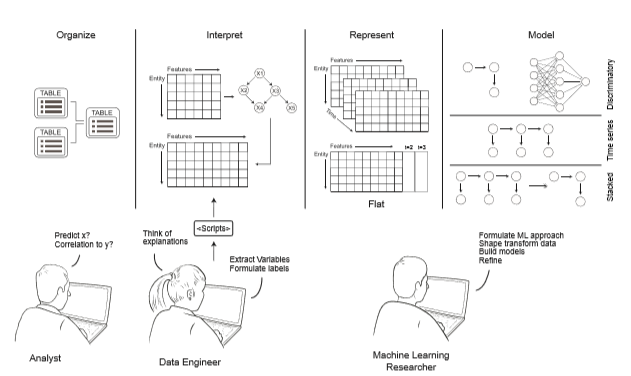 Organize
Interpret
Represent
Model
TABLE
TABLE
TABLE
Features
Entity
X1
X2
X3
X4
X5
Features
Entity
<Scripts>
Features
Entity
Time
Features
t=2
t=3
Entity
Flat
Discriminatory
Time series
Stacked
Predict x?
Correlation to y?
Analyst
Think of
explanations
Extract Variables
Formulate labels
Data Engineer
Formulate ML approach
Shape transform data
Build models
Refine
Machine Learning
Researcher